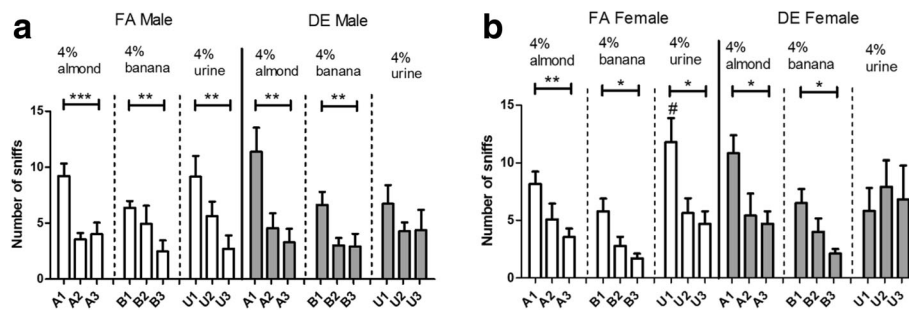 a
FA Male
DE Male
4% almond
4% banana
4% urine
4% almond
4% banana
4% urine
***
**
**
**
**
Number of sniffs
15
10
5
0
A1 A2 A3 B1 B2 B3 U1 U2 U3 A1 A2 A3 B1 B2 B3 U1 U2 U3
b
FA Female
DE Female
4% almond
4% banana
4% urine
4% almond
4% banana
4% urine
**
*
*
*
*
#
Number of sniffs
15
10
5
0
A1 A2 A3 B1 B2 B3 U1 U2 U3 A1 A2 A3 B1 B2 B3 U1 U2 U3